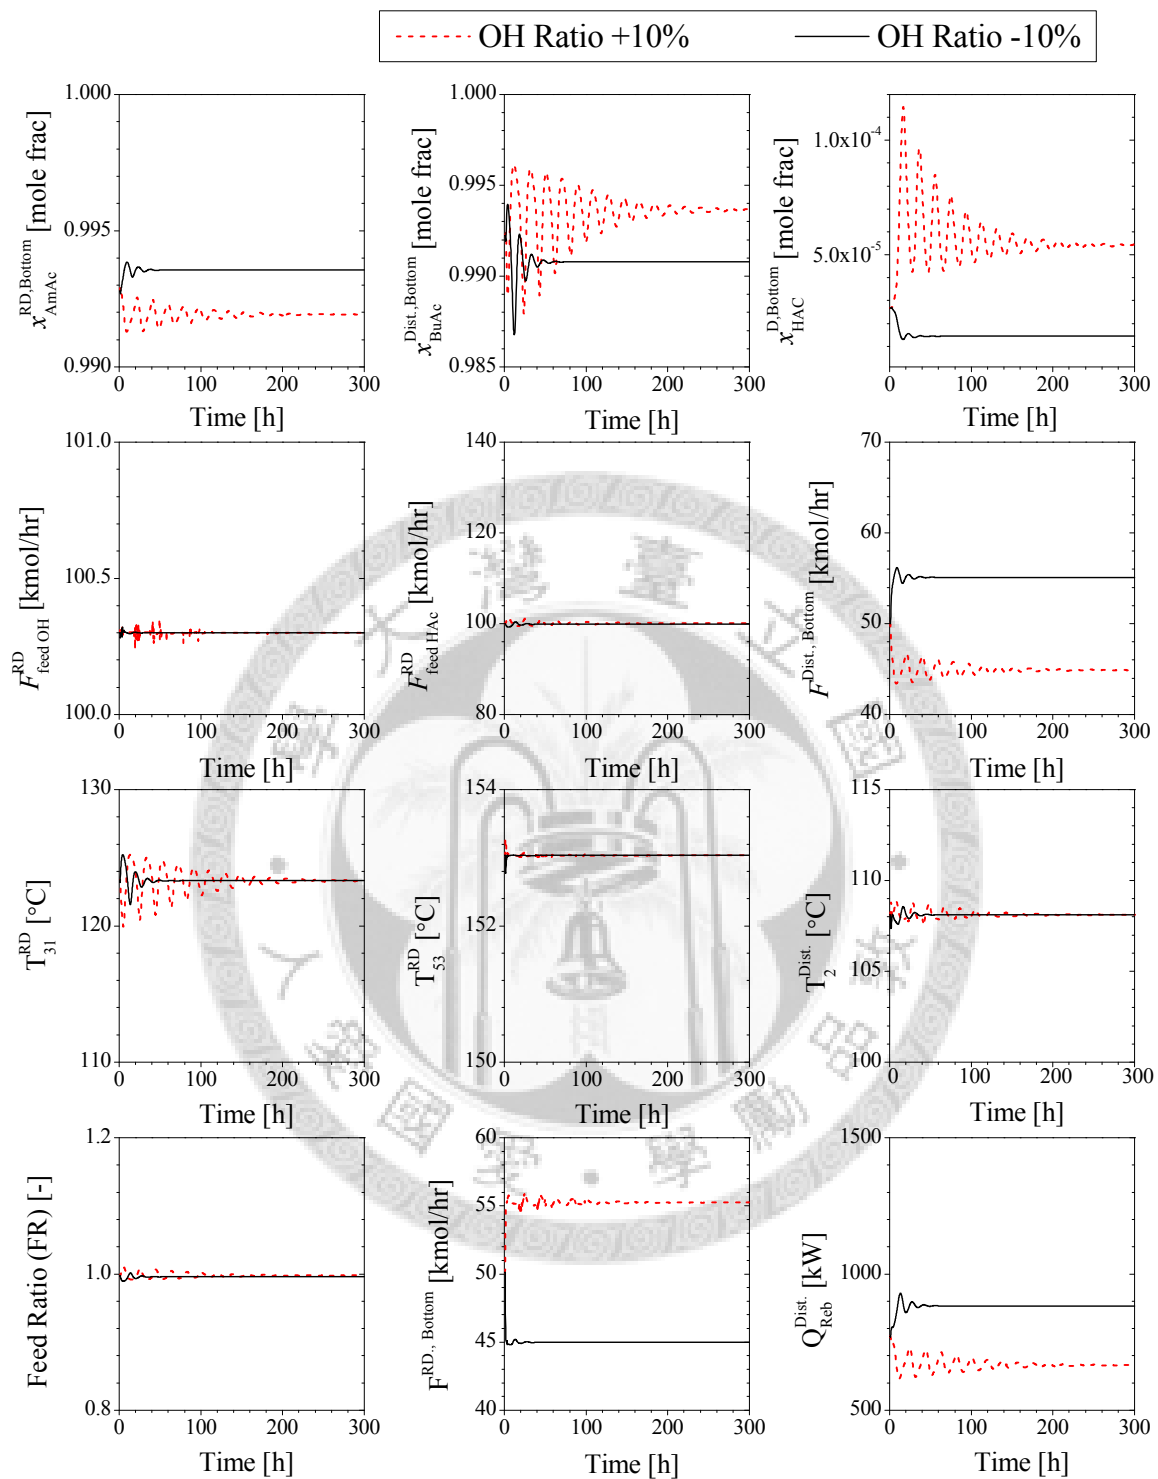 OH Ratio +10% OH Ratio -10%
1.000 0.995 0.990
x RD,Bottom AmAc [mole frac]
0 100 200 300
Time [h]
1.000 0.995 0.990 0.985
x Dist.,Bottom BuAc [mole frac]
0 100 200 300
Time [h]
1.0x10⁻⁴ 5.0x10⁻⁵
x D,Bottom HAC [mole frac]
0 100 200 300
Time [h]
101.0 100.5 100.0
F RD feed OH [kmol/hr]
0 100 200 300
Time [h]
140 120 100 80
F RD feed HAc [kmol/hr]
0 100 200 300
Time [h]
70 60 50 40
F Dist., Bottom [kmol/hr]
0 100 200 300
Time [h]
130 120 110
T RD 31 [°C]
0 100 200 300
Time [h]
154 152 150
T RD 53 [°C]
0 100 200 300
Time [h]
115 110 105 100
T Dist. 2 [°C]
0 100 200 300
Time [h]
1.2 1.0 0.8
Feed Ratio (FR) [-]
0 100 200 300
Time [h]
60 55 50 45 40
F RD., Bottom [kmol/hr]
0 100 200 300
Time [h]
1500 1000 500
Q Dist. Reb [kW]
0 100 200 300
Time [h]